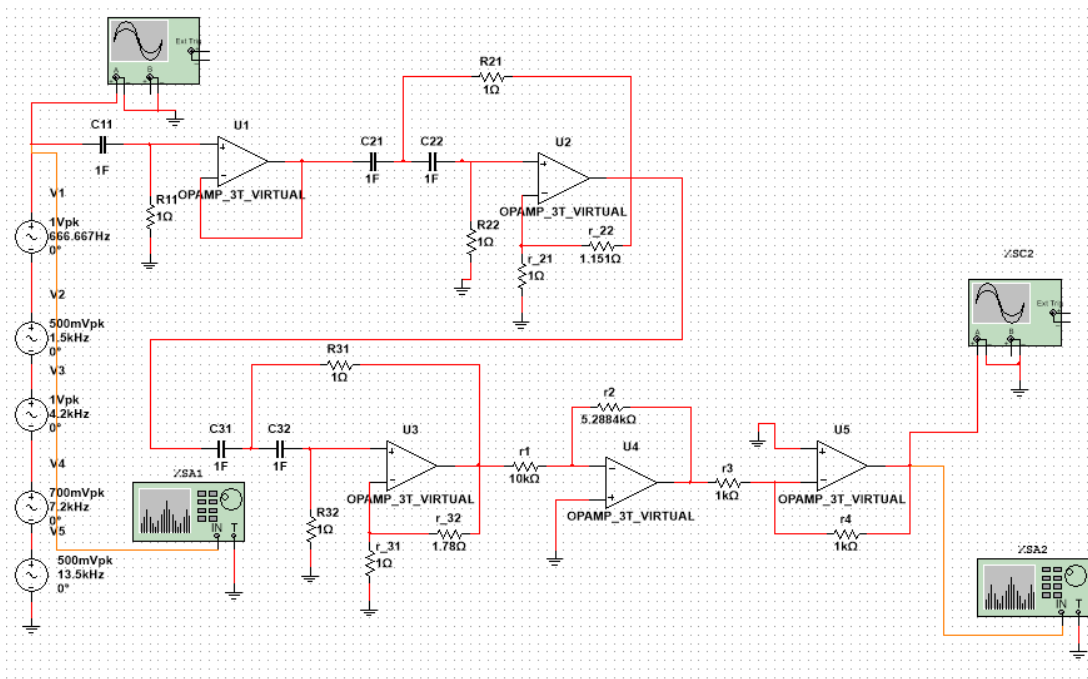 Ext Trig
A
B
R21
1Ω
C11
1F
U1
OPAMP_3T_VIRTUAL
R11
1Ω
C21
1F
C22
1F
U2
OPAMP_3T_VIRTUAL
R22
1Ω
r_22
1.151Ω
r_21
1Ω
V1
1Vpk
666.667Hz
0°
V2
500mVpk
1.5kHz
0°
V3
1Vpk
4.2kHz
0°
V4
700mVpk
7.2kHz
0°
V5
500mVpk
13.5kHz
0°
XSC2
Ext Trig
A
B
R31
1Ω
C31
1F
C32
1F
U3
OPAMP_3T_VIRTUAL
R32
1Ω
r_32
1.78Ω
r_31
1Ω
XSA1
IN
T
r1
10kΩ
r2
5.2884kΩ
U4
OPAMP_3T_VIRTUAL
r3
1kΩ
U5
OPAMP_3T_VIRTUAL
r4
1kΩ
XSA2
IN
T